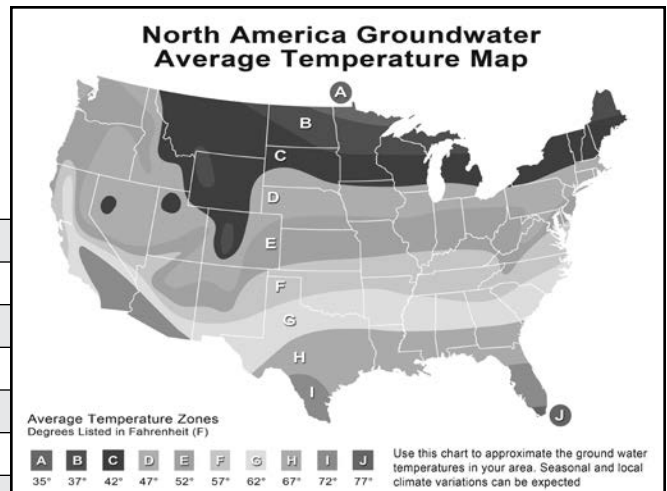 North America Groundwater
Average Temperature Map
A
B
C
D
E
F
G
H
I
J
Average Temperature Zones
Degrees Listed in Fahrenheit (F)
A B C D E F G H I J
35° 37° 42° 47° 52° 57° 62° 67° 72° 77°
Use this chart to approximate the ground water
temperatures in your area. Seasonal and local
climate variations can be expected